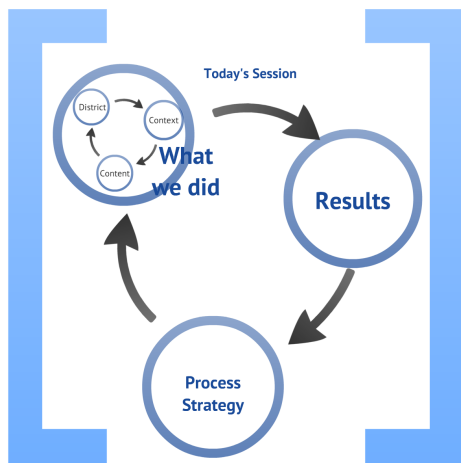 Today's Session
District
Context
Content
What
we did
Results
Process
Strategy